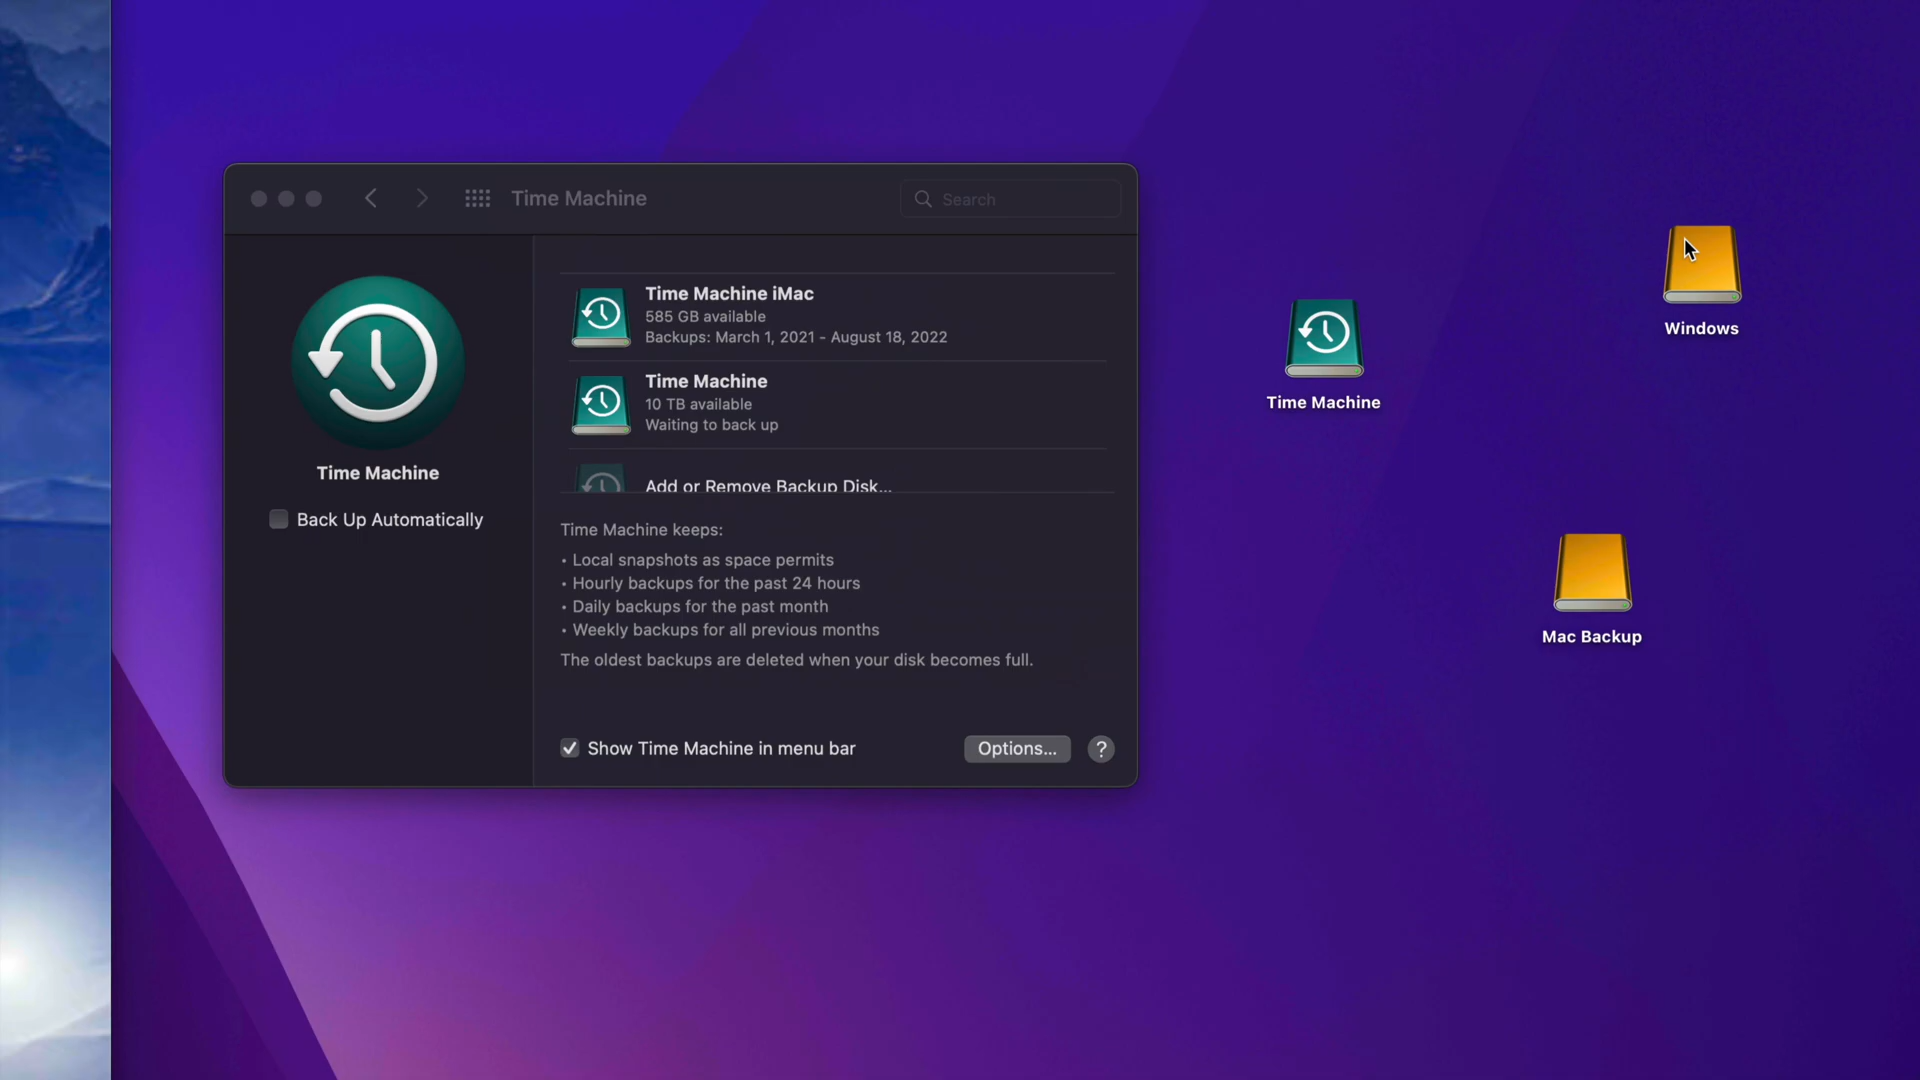 Time Machine
Search
Time Machine
Back Up Automatically
Time Machine iMac
585 GB available
Backups: March 1, 2021 - August 18, 2022
Time Machine
10 TB available
Waiting to back up
Add or Remove Backup Disk...
Time Machine keeps:
• Local snapshots as space permits
• Hourly backups for the past 24 hours
• Daily backups for the past month
• Weekly backups for all previous months
The oldest backups are deleted when your disk becomes full.
Show Time Machine in menu bar
Options...
?
Time Machine
Windows
Mac Backup